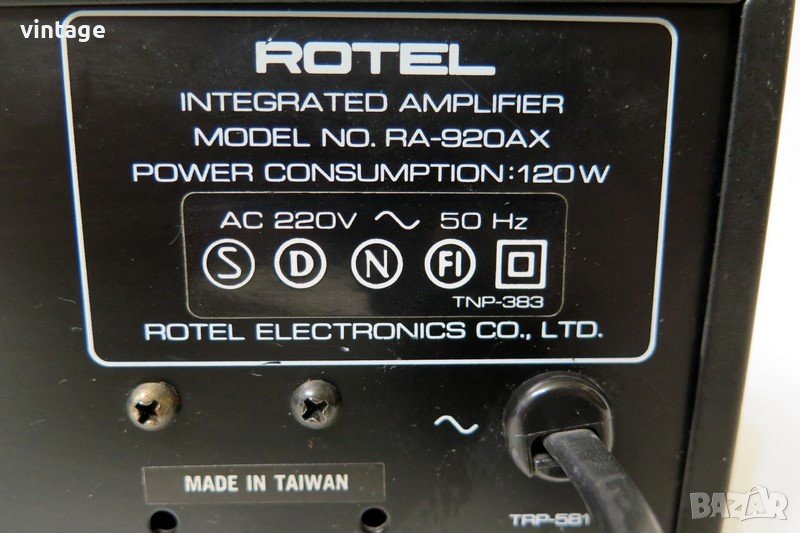 vintage
ROTEL
INTEGRATED AMPLIFIER
MODEL NO. RA-920AX
POWER CONSUMPTION:120W
AC 220V ~ 50 Hz
S D N FI
TNP-383
ROTEL ELECTRONICS CO., LTD.
~
MADE IN TAIWAN
TRP-581
BAZAR